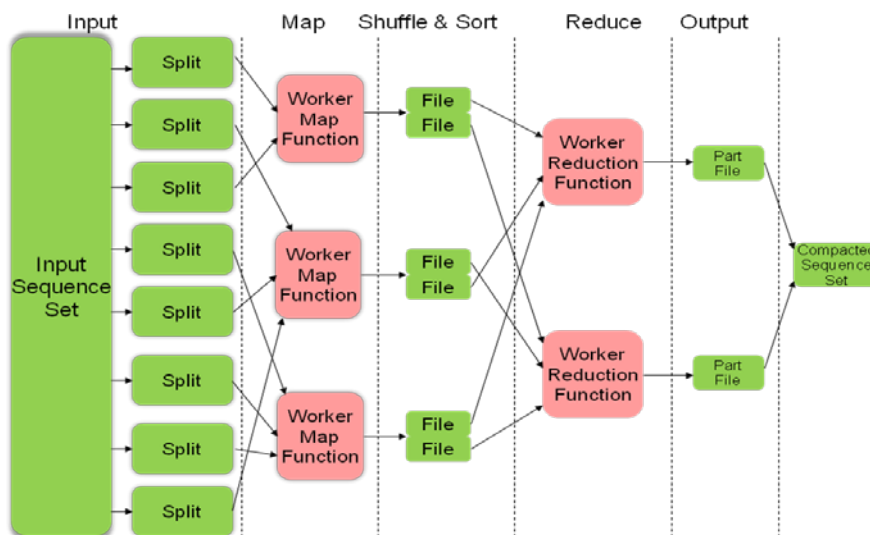 Input
Map
Shuffle & Sort
Reduce
Output
Input
Sequence
Set
Split
Split
Split
Split
Split
Split
Split
Split
Worker
Map
Function
Worker
Map
Function
Worker
Map
Function
File
File
File
File
File
File
Worker
Reduction
Function
Worker
Reduction
Function
Part
File
Part
File
Compacted
Sequence
Set